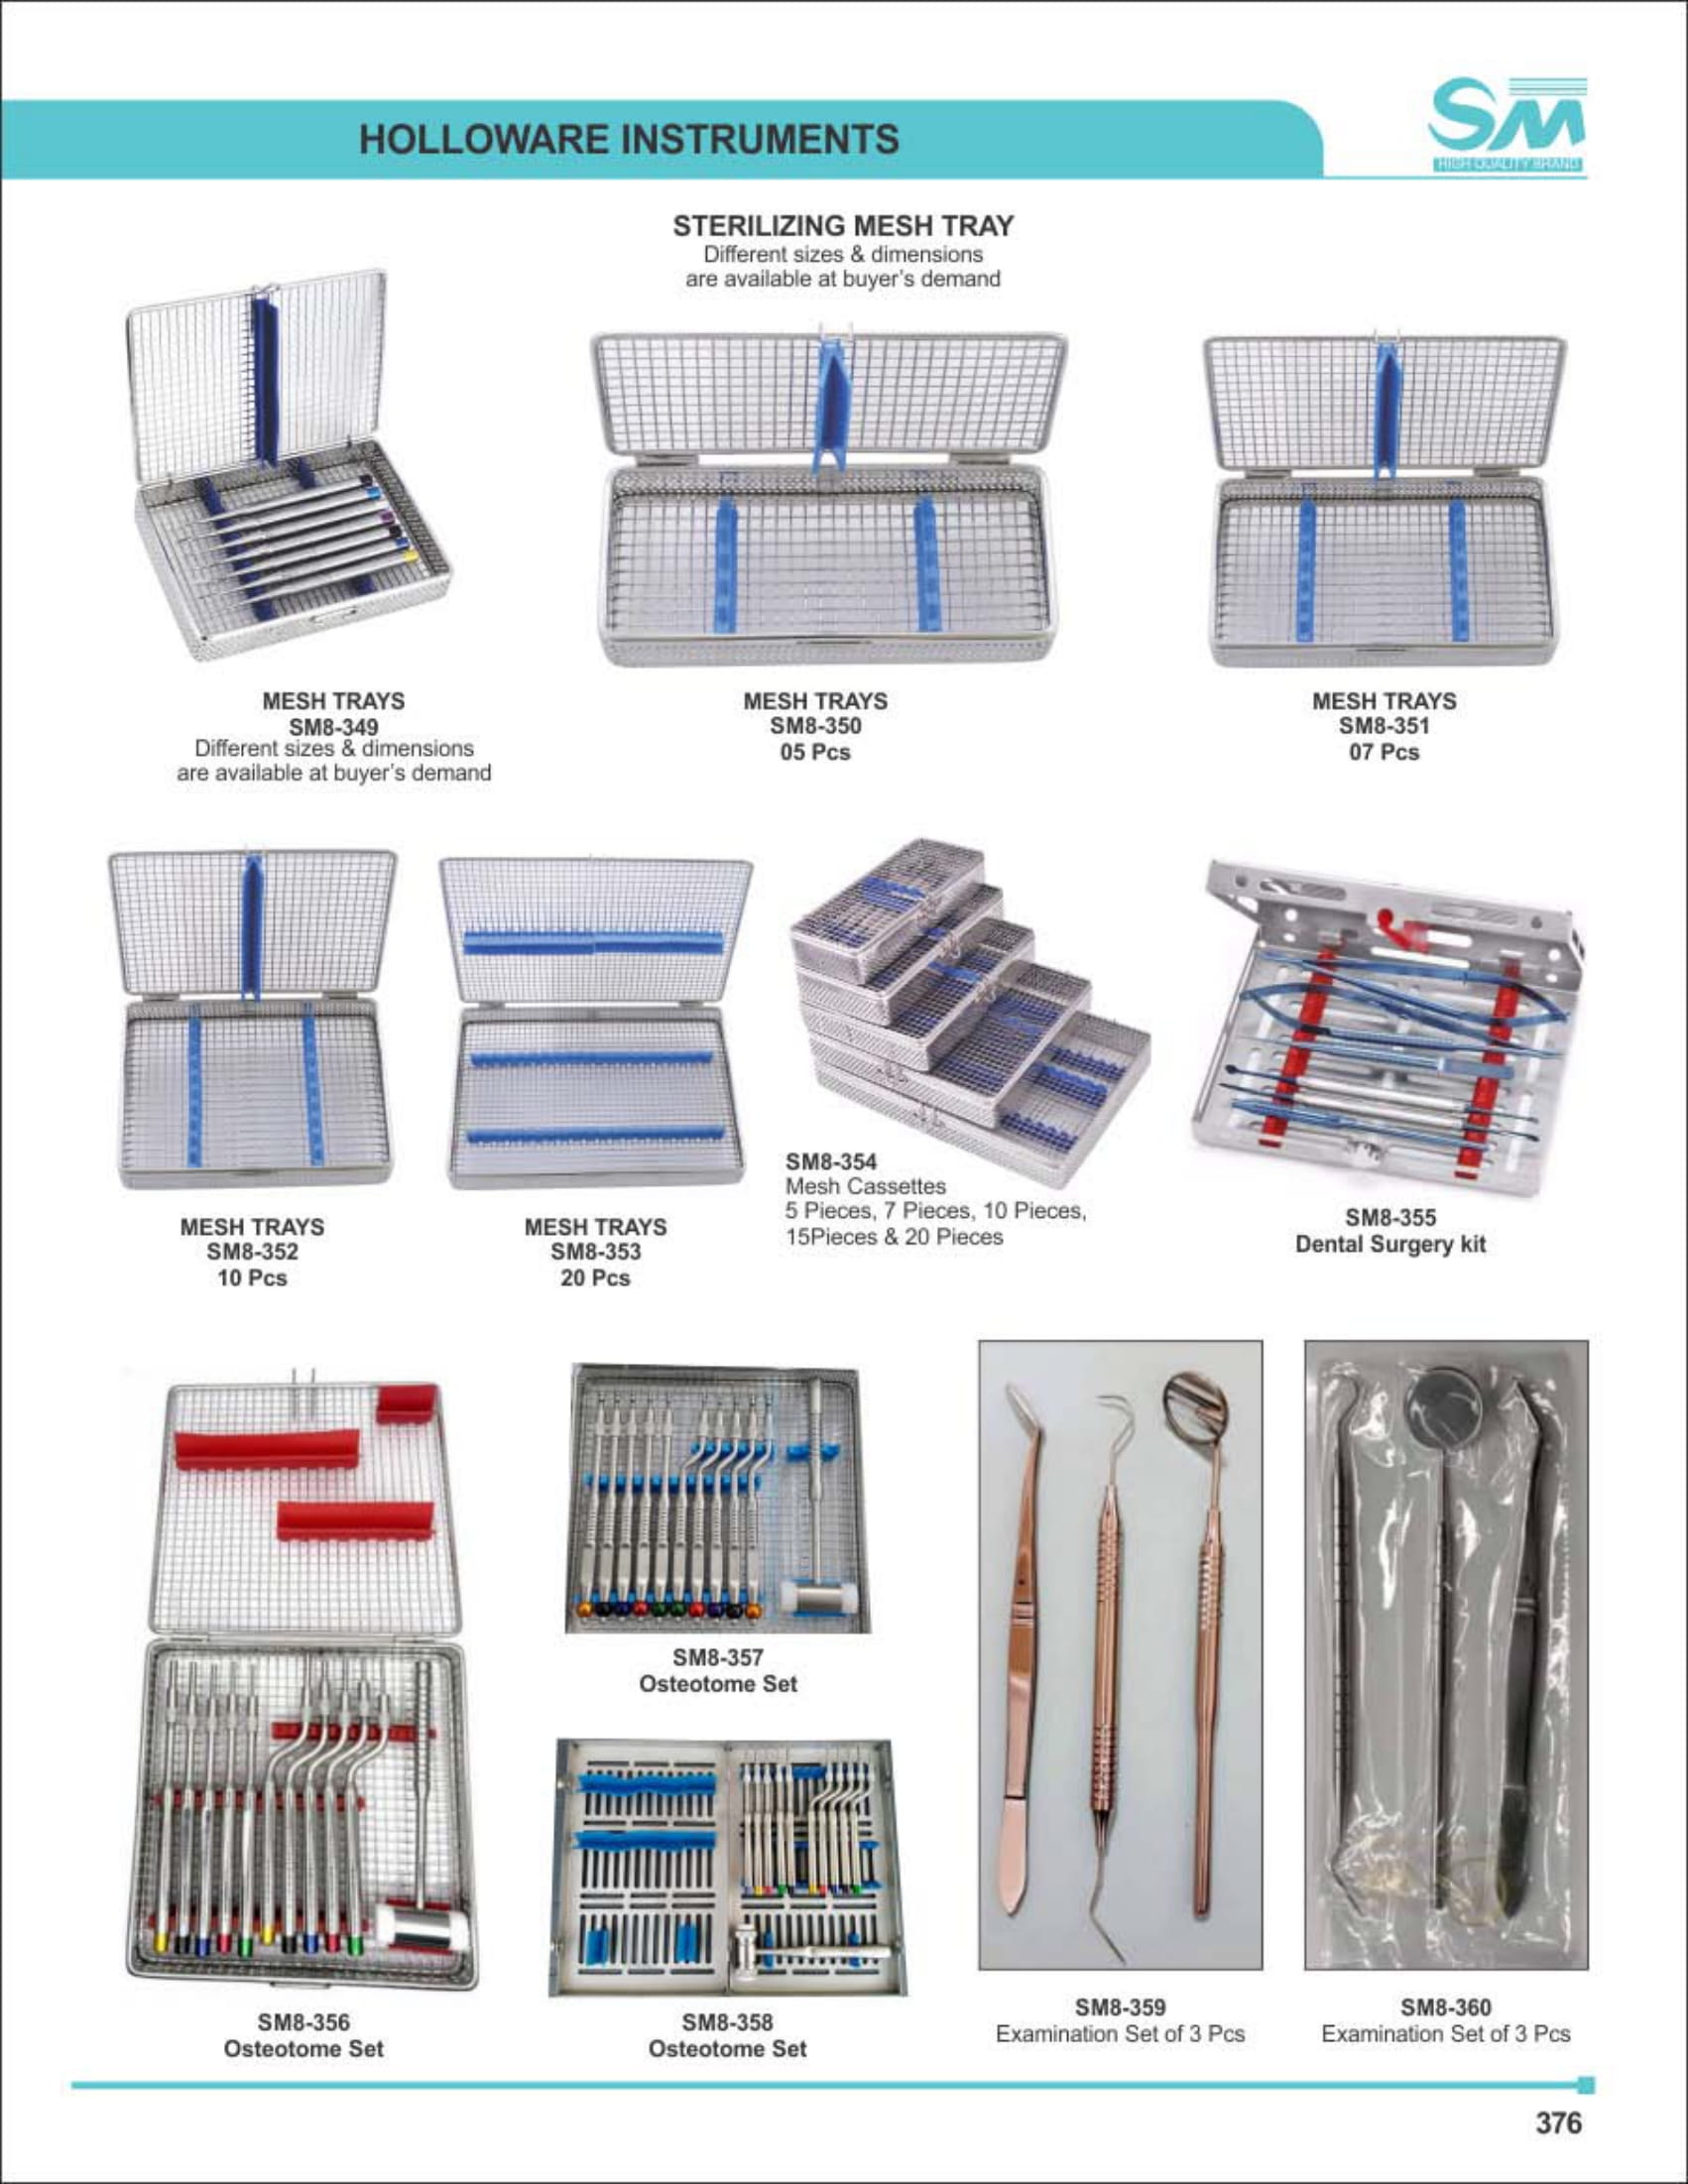 HOLLOWARE INSTRUMENTS
SM
HIGH QUALITY BRAND
STERILIZING MESH TRAY
Different sizes & dimensions
are available at buyer's demand
MESH TRAYS
SM8-349
Different sizes & dimensions
are available at buyer's demand
MESH TRAYS
SM8-350
05 Pcs
MESH TRAYS
SM8-351
07 Pcs
MESH TRAYS
SM8-352
10 Pcs
MESH TRAYS
SM8-353
20 Pcs
SM8-354
Mesh Cassettes
5 Pieces, 7 Pieces, 10 Pieces,
15Pieces & 20 Pieces
SM8-355
Dental Surgery kit
SM8-356
Osteotome Set
SM8-357
Osteotome Set
SM8-358
Osteotome Set
SM8-359
Examination Set of 3 Pcs
SM8-360
Examination Set of 3 Pcs
376